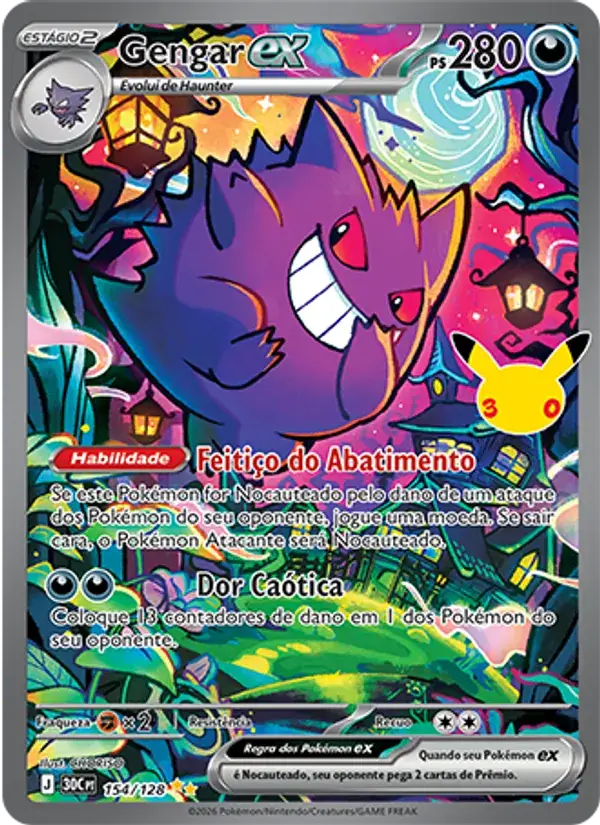 ESTÁGIO 2 Gengar ex PS 280
Evolui de Haunter
30
Habilidade Feitiço do Abatimento
Se este Pokémon for Nocauteado pelo dano de um ataque
dos Pokémon do seu oponente, jogue uma moeda. Se sair
cara, o Pokémon Atacante será Nocauteado.
Dor Caótica
Coloque 13 contadores de dano em 1 dos Pokémon do
seu oponente.
Fraqueza × 2 Resistência Recuo
ILUST. CHORISO
Regra dos Pokémon ex Quando seu Pokémon ex
é Nocauteado, seu oponente pega 2 cartas de Prêmio.
J 30C PT 154/128
©2026 Pokémon/Nintendo/Creatures/GAME FREAK